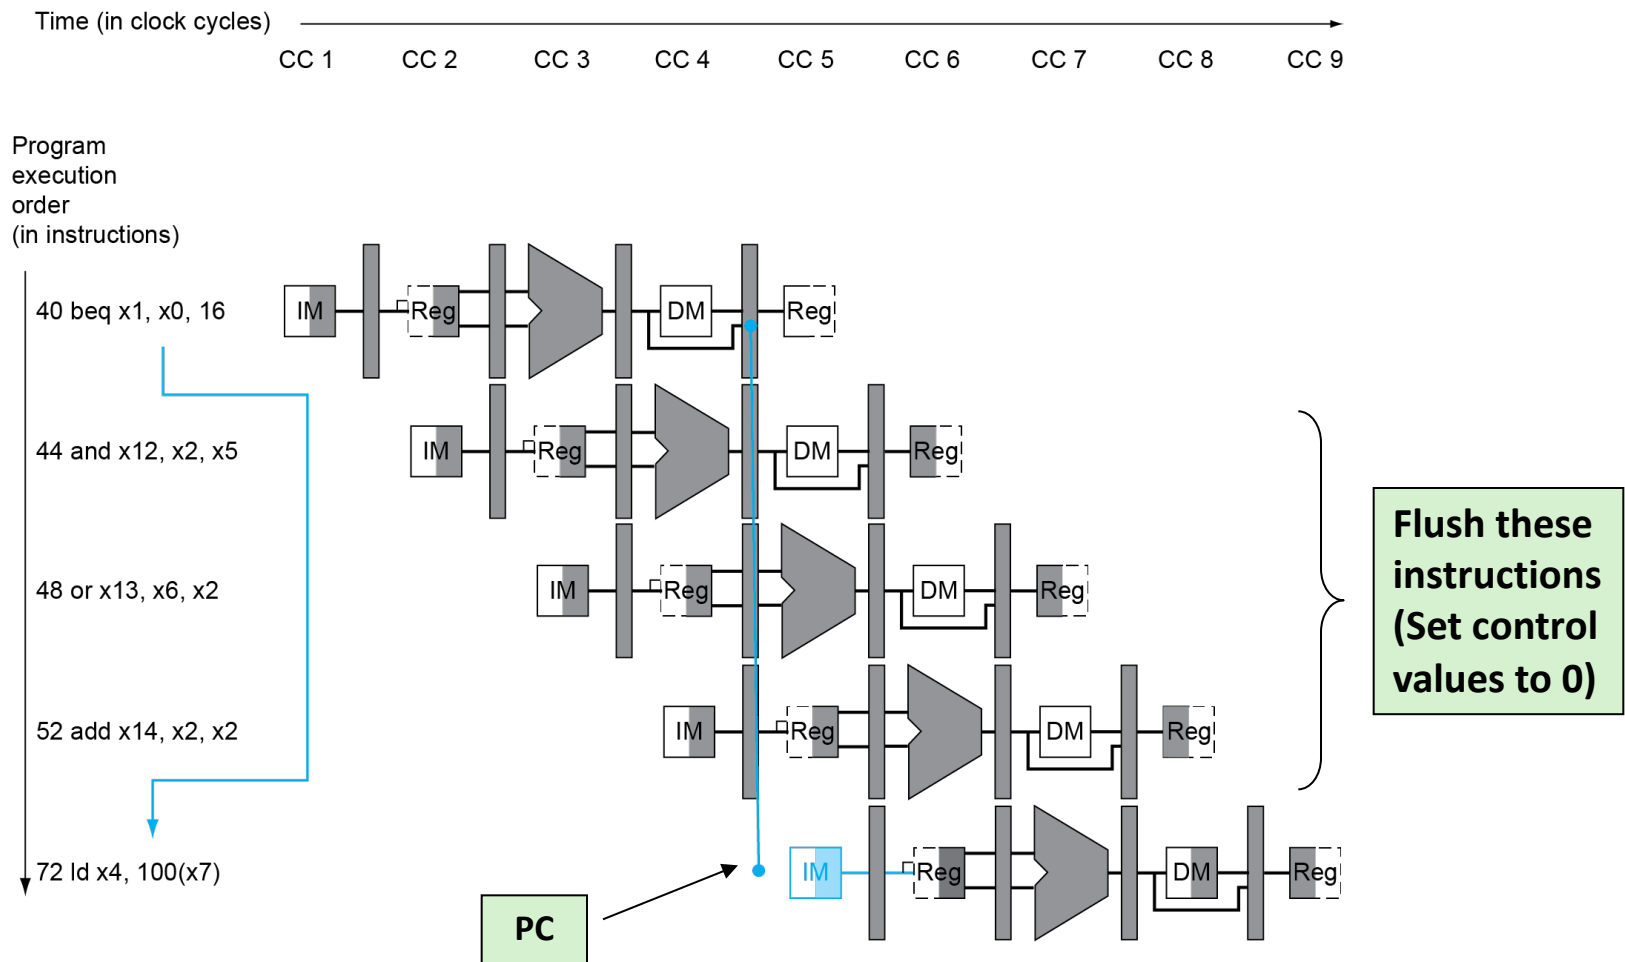 Time (in clock cycles)
CC 1 CC 2 CC 3 CC 4 CC 5 CC 6 CC 7 CC 8 CC 9
Program
execution
order
(in instructions)
40 beq x1, x0, 16
IM Reg DM Reg
44 and x12, x2, x5
IM Reg DM Reg
48 or x13, x6, x2
IM Reg DM Reg
52 add x14, x2, x2
IM Reg DM Reg
72 ld x4, 100(x7)
IM Reg DM Reg
Flush these
instructions
(Set control
values to 0)
PC